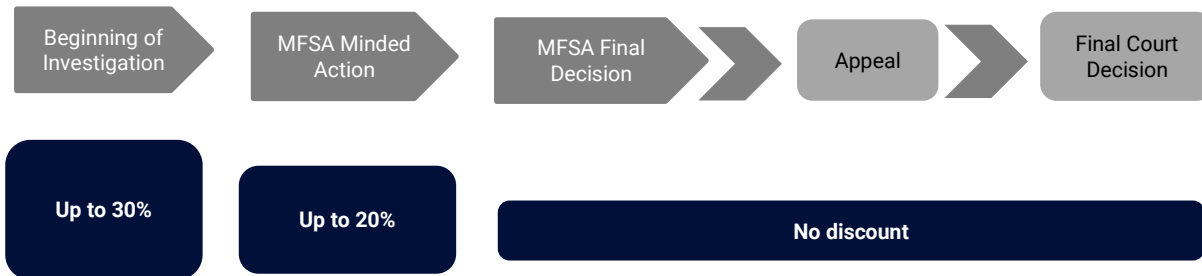 Beginning of
Investigation
MFSA Minded
Action
MFSA Final
Decision
Appeal
Final Court
Decision
Up to 30%
Up to 20%
No discount